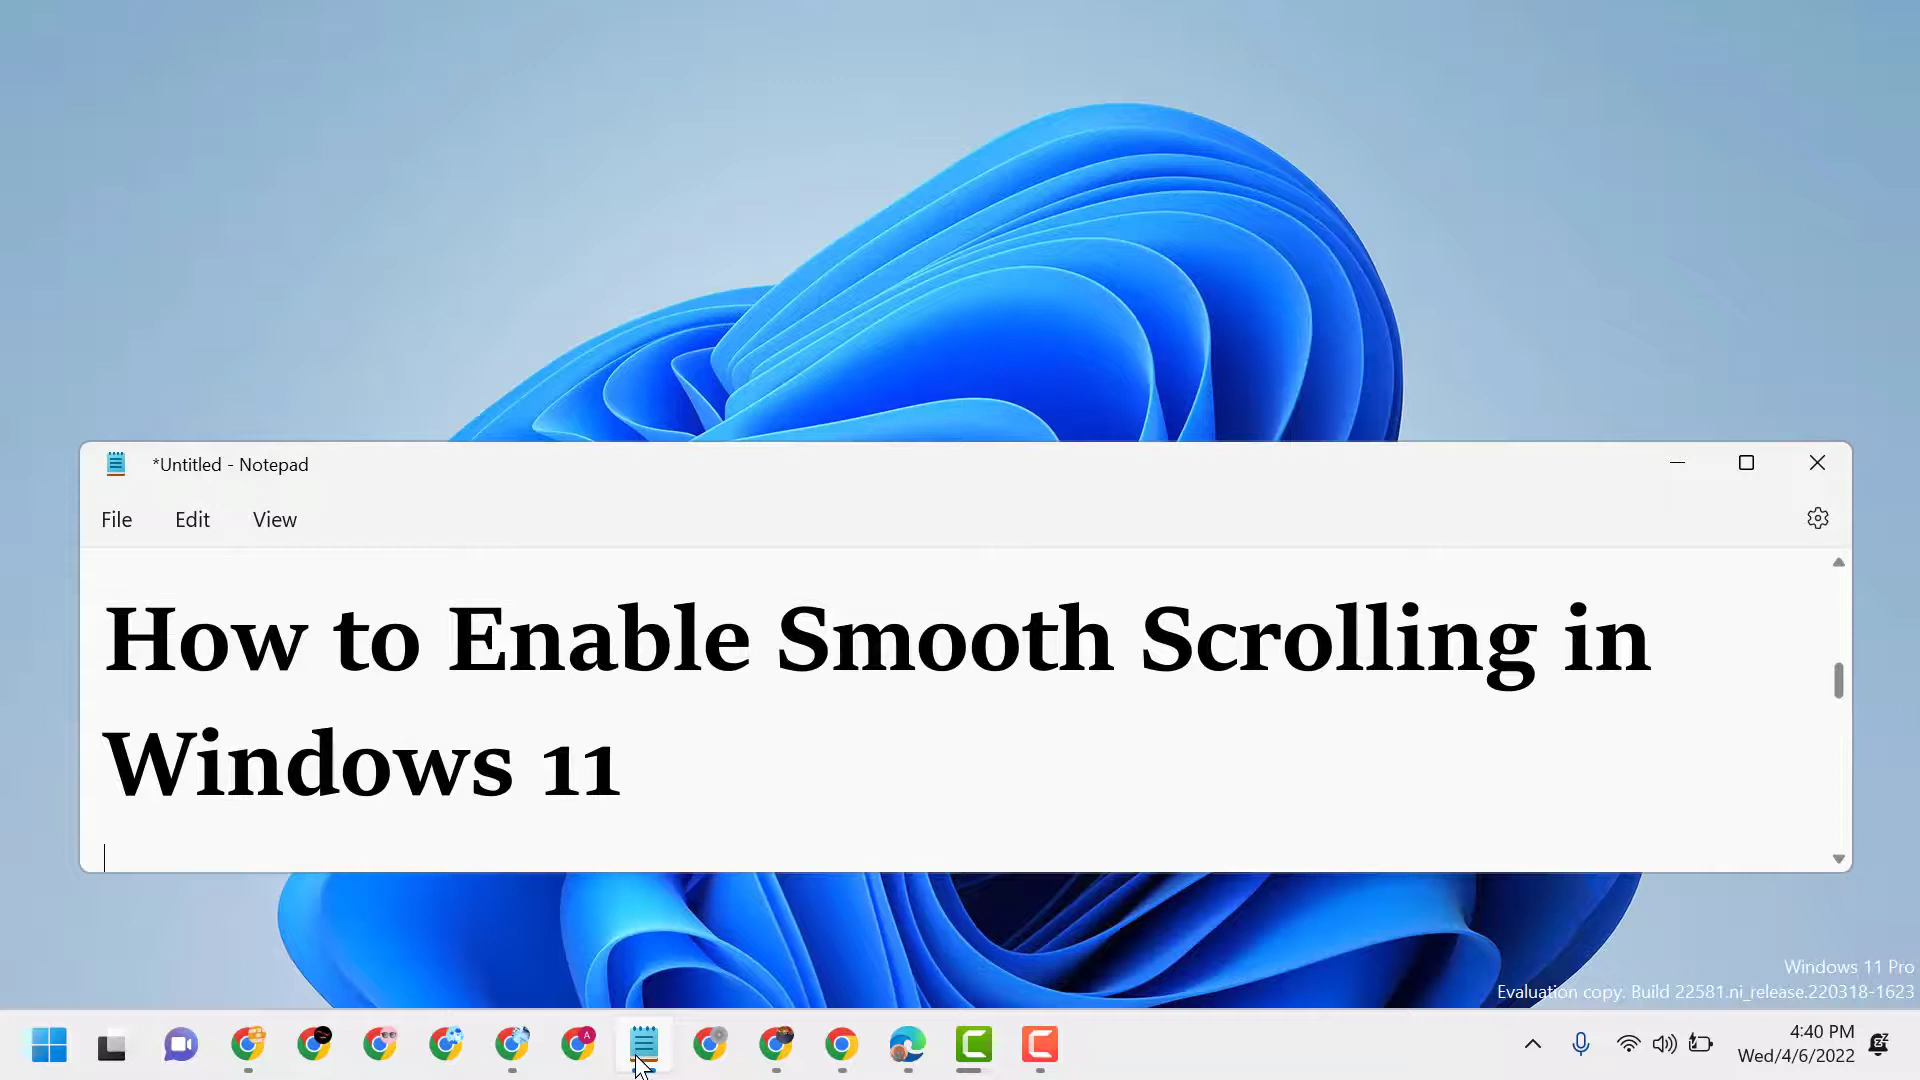 *Untitled - Notepad
File Edit View
How to Enable Smooth Scrolling in
Windows 11
Windows 11 Pro
Evaluation copy. Build 22581.ni_release.220318-1623
4:40 PM
Wed/4/6/2022